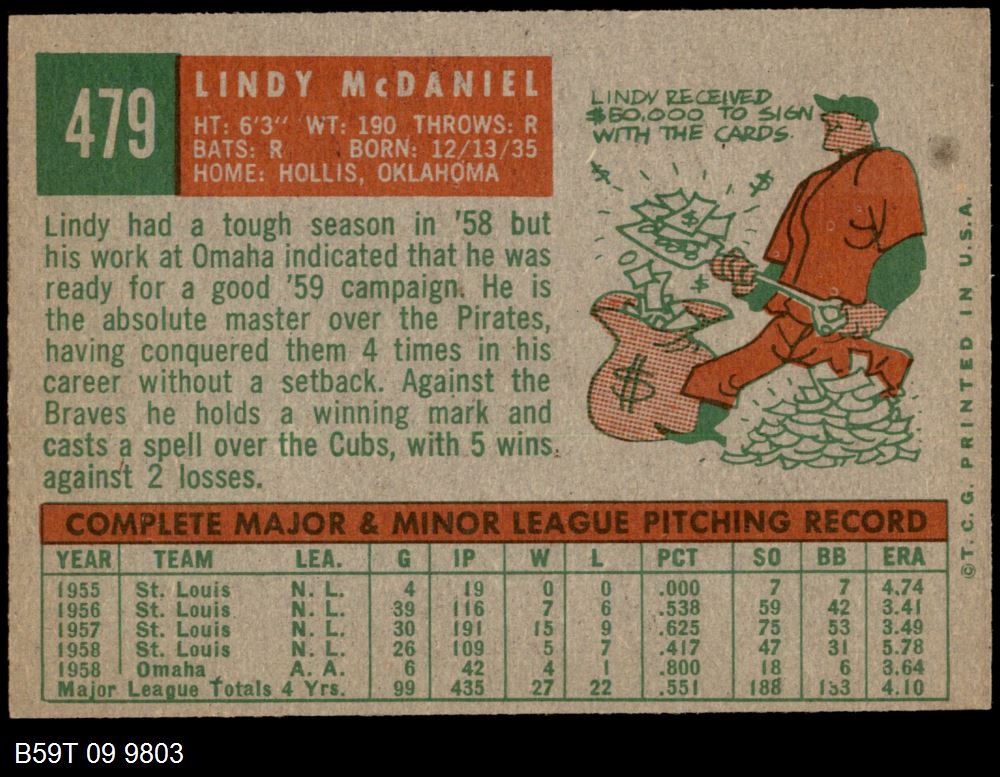 479
LINDY McDANIEL
HT: 6'3" WT: 190 THROWS: R
BATS: R BORN: 12/13/35
HOME: HOLLIS, OKLAHOMA
LINDY RECEIVED
$50,000 TO SIGN
WITH THE CARDS.
Lindy had a tough season in '58 but
his work at Omaha indicated that he was
ready for a good '59 campaign. He is
the absolute master over the Pirates,
having conquered them 4 times in his
career without a setback. Against the
Braves he holds a winning mark and
casts a spell over the Cubs, with 5 wins
against 2 losses.
$
$
$
$
$
COMPLETE MAJOR & MINOR LEAGUE PITCHING RECORD
YEAR TEAM LEA. G IP W L PCT SO BB ERA
1955 St. Louis N. L. 4 19 0 0 .000 7 7 4.74
1956 St. Louis N. L. 39 116 7 6 .538 59 42 3.41
1957 St. Louis N. L. 30 191 15 9 .625 75 53 3.49
1958 St. Louis N. L. 26 109 5 7 .417 47 31 5.78
1958 Omaha A. A. 6 42 4 1 .800 18 6 3.64
Major League Totals 4 Yrs. 99 435 27 22 .551 188 133 4.10
© T. C. G. PRINTED IN U.S.A.
B59T 09 9803